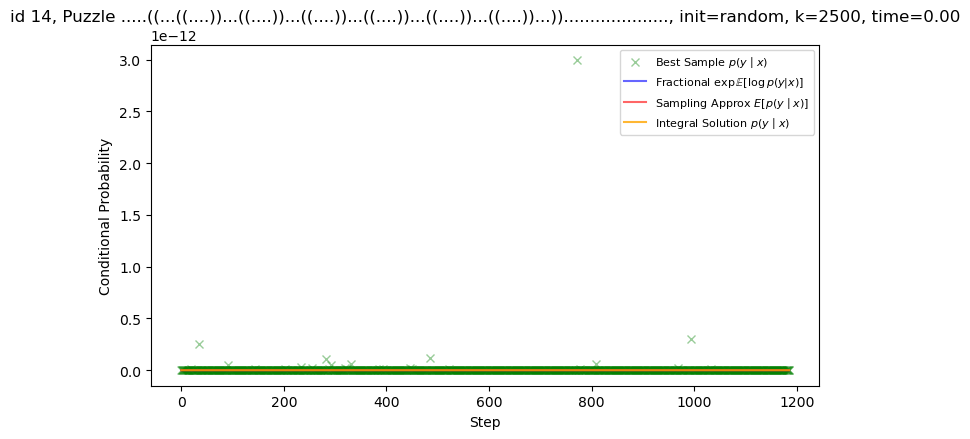 id 14, Puzzle .....((...((....))...((....))...((....))...((....))...((....))...((....))...))....................., init=random, k=2500, time=0.00
1e−12
Best Sample p(y | x)
Fractional exp𝔼[log p(y|x)]
Sampling Approx E[p(y | x)]
Integral Solution p(y | x)
3.0
2.5
2.0
1.5
1.0
0.5
0.0
Conditional Probability
0 200 400 600 800 1000 1200
Step